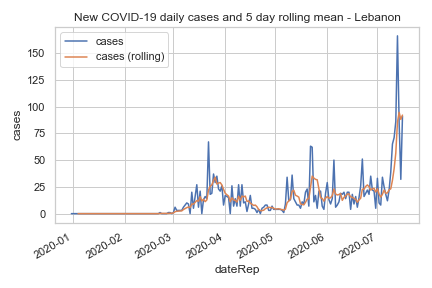 New COVID-19 daily cases and 5 day rolling mean - Lebanon
cases
cases (rolling)
150
125
100
75
50
25
0
cases
2020-01
2020-02
2020-03
2020-04
2020-05
2020-06
2020-07
dateRep